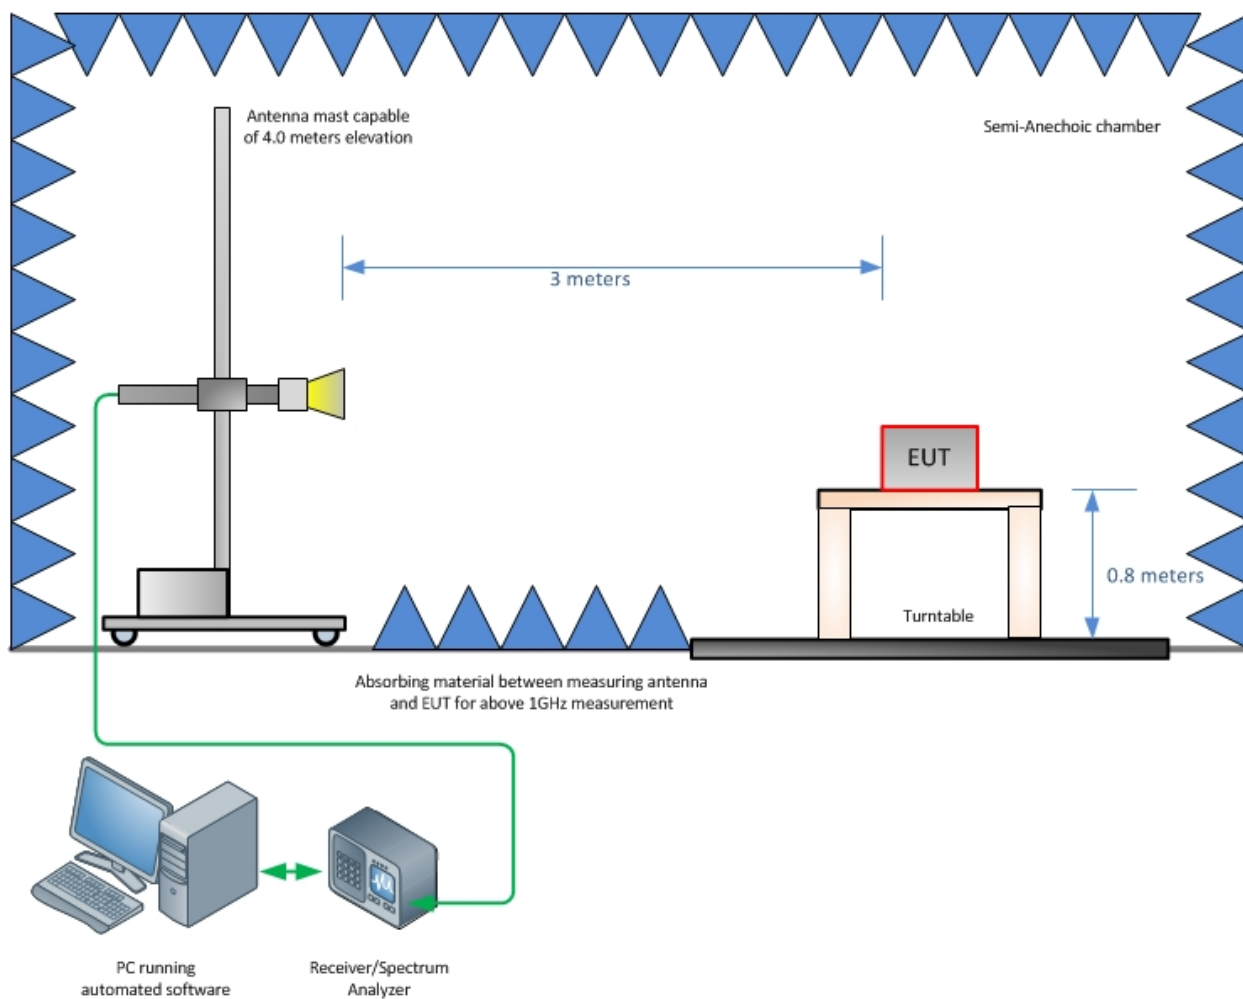 Antenna mast capable
of 4.0 meters elevation
Semi-Anechoic chamber
3 meters
EUT
0.8 meters
Turntable
Absorbing material between measuring antenna
and EUT for above 1GHz measurement
PC running
automated software
Receiver/Spectrum
Analyzer